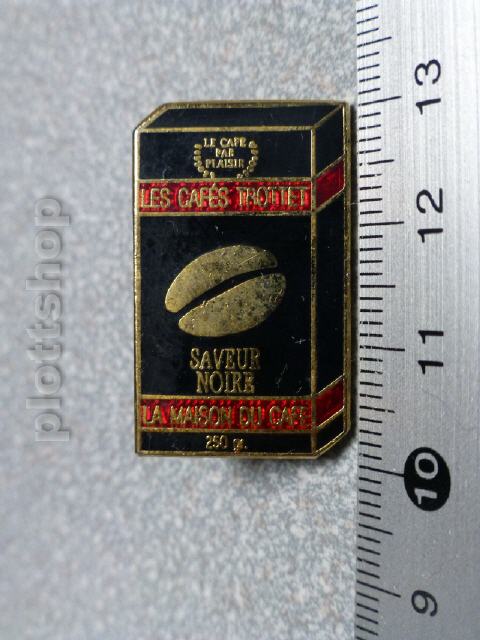 LE CAFE
PAR
PLAISIR
LES CAFÉS TROTTET
SAVEUR
NOIRE
LA MAISON DU CAFE
250 gr.
13
12
11
10
9
plottshop